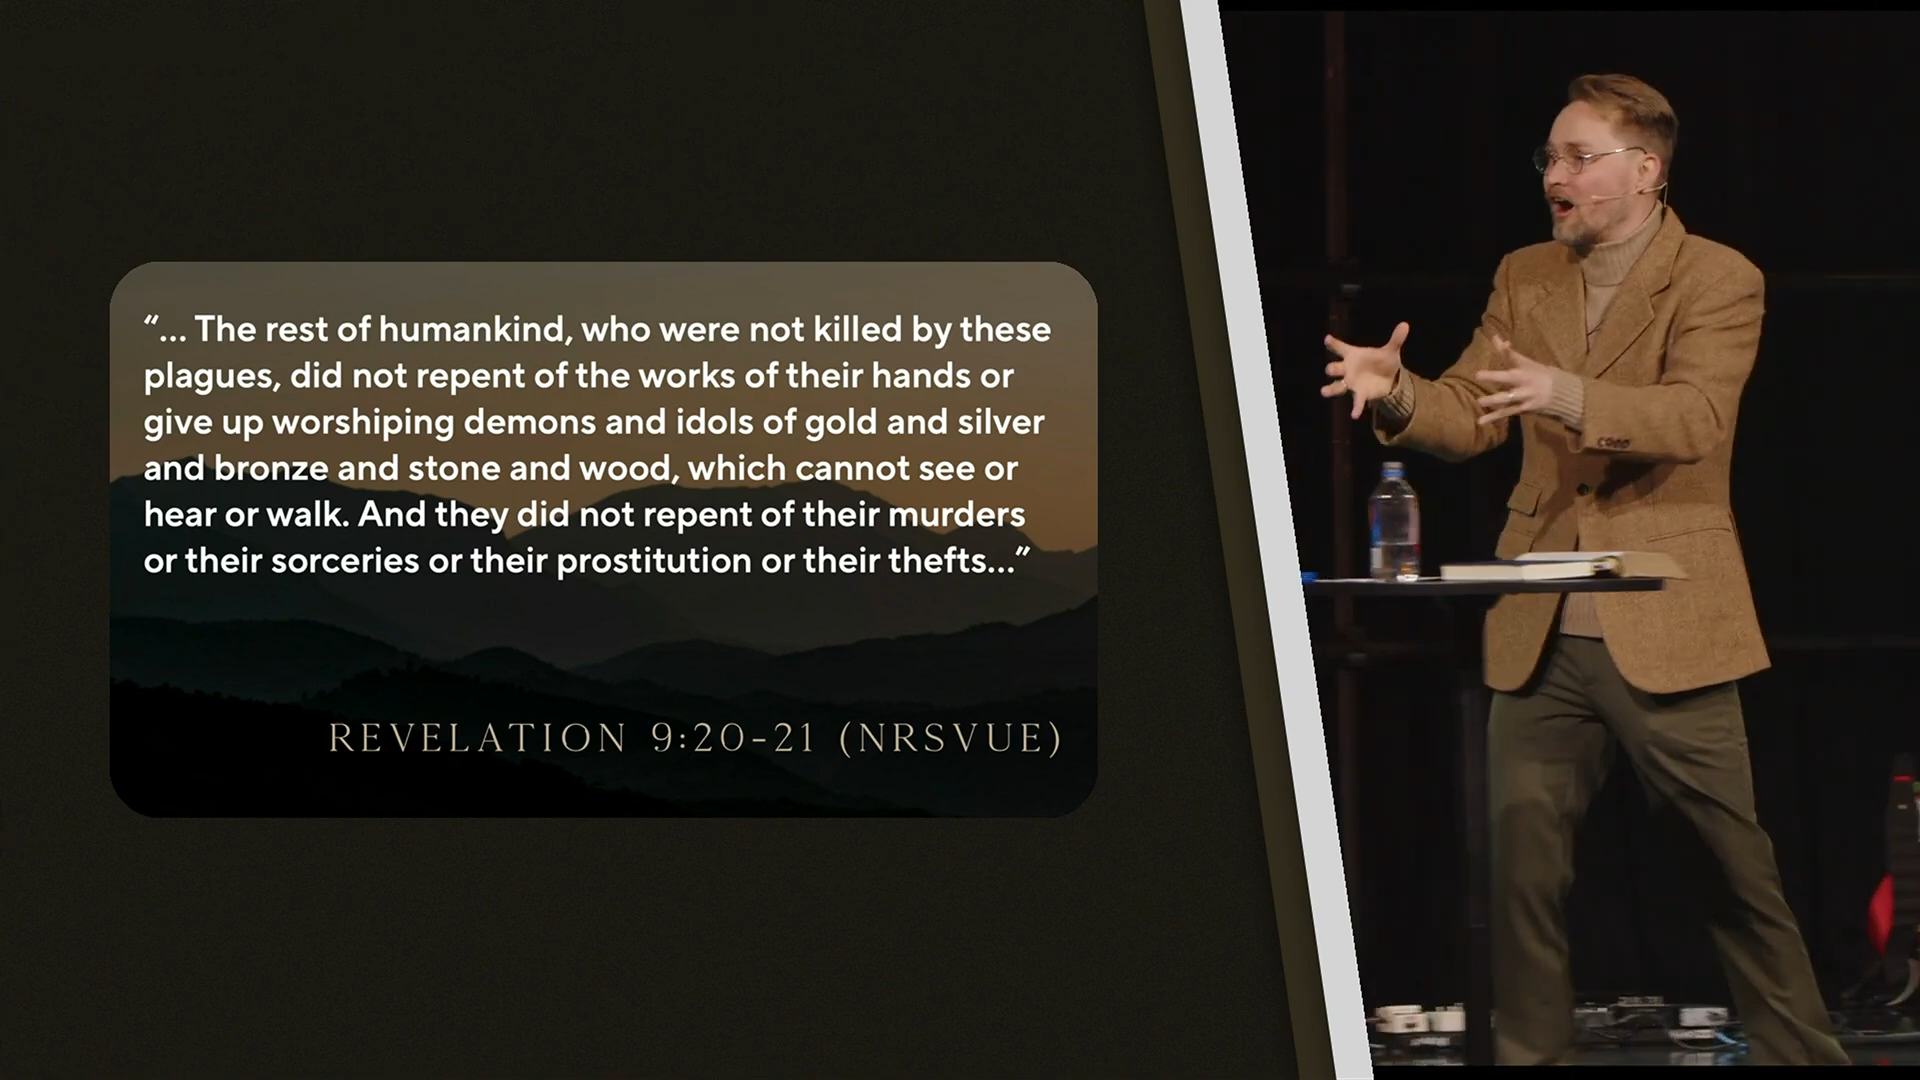 “... The rest of humankind, who were not killed by these
plagues, did not repent of the works of their hands or
give up worshiping demons and idols of gold and silver
and bronze and stone and wood, which cannot see or
hear or walk. And they did not repent of their murders
or their sorceries or their prostitution or their thefts...”
REVELATION 9:20-21 (NRSVUE)